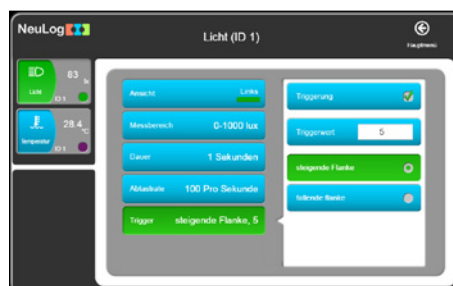 NeuLog
Licht (ID 1)
Hauptmenü
83 lx
Licht
ID 1
28.4 °C
Temperatur
ID 1
Ansicht Links
Messbereich 0-1000 lux
Dauer 1 Sekunden
Abtastrate 100 Pro Sekunde
Trigger steigende Flanke, 5
Triggerung
Triggerwert 5
steigende Flanke
fallende flanke